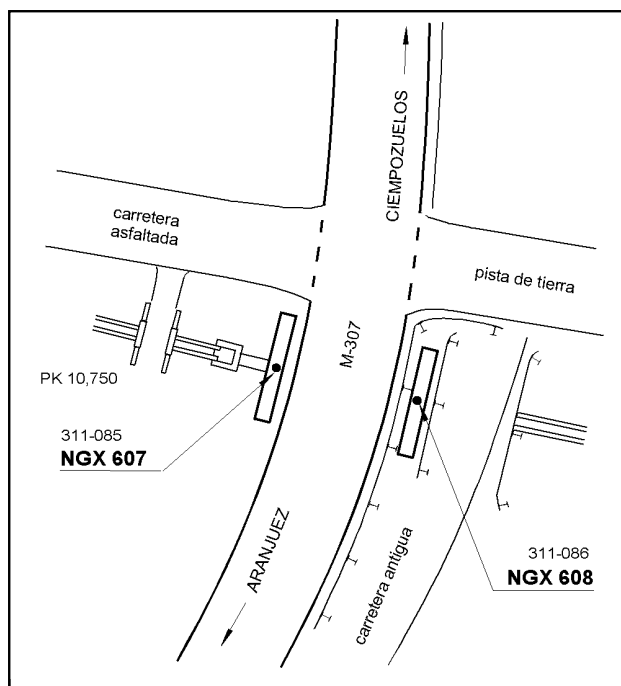 CIEMPOZUELOS
carretera
asfaltada
pista de tierra
M-307
PK 10,750
311-085
NGX 607
ARANJUEZ
carretera antigua
311-086
NGX 608